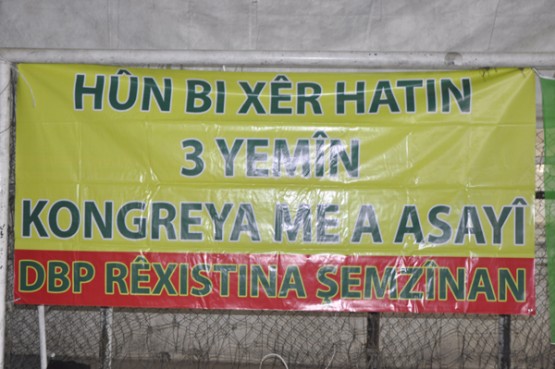 HÛN BI XÊR HATIN
3 YEMÎN
KONGREYA ME A ASAYÎ
DBP RÊXISTINA ŞEMZÎNAN